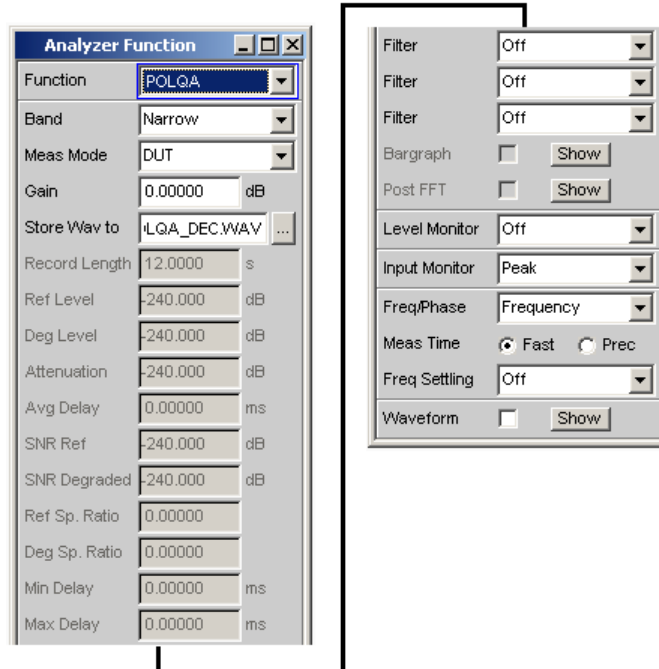 Analyzer Function
Function POLQA
Band Narrow
Meas Mode DUT
Gain 0.00000 dB
Store Wav to LQA_DEC.WAV ...
Record Length 12.0000 s
Ref Level -240.000 dB
Deg Level -240.000 dB
Attenuation -240.000 dB
Avg Delay 0.00000 ms
SNR Ref -240.000 dB
SNR Degraded -240.000 dB
Ref Sp. Ratio 0.00000
Deg Sp. Ratio 0.00000
Min Delay 0.00000 ms
Max Delay 0.00000 ms
Filter Off
Filter Off
Filter Off
Bargraph Show
Post FFT Show
Level Monitor Off
Input Monitor Peak
Freq/Phase Frequency
Meas Time Fast Prec
Freq Settling Off
Waveform Show